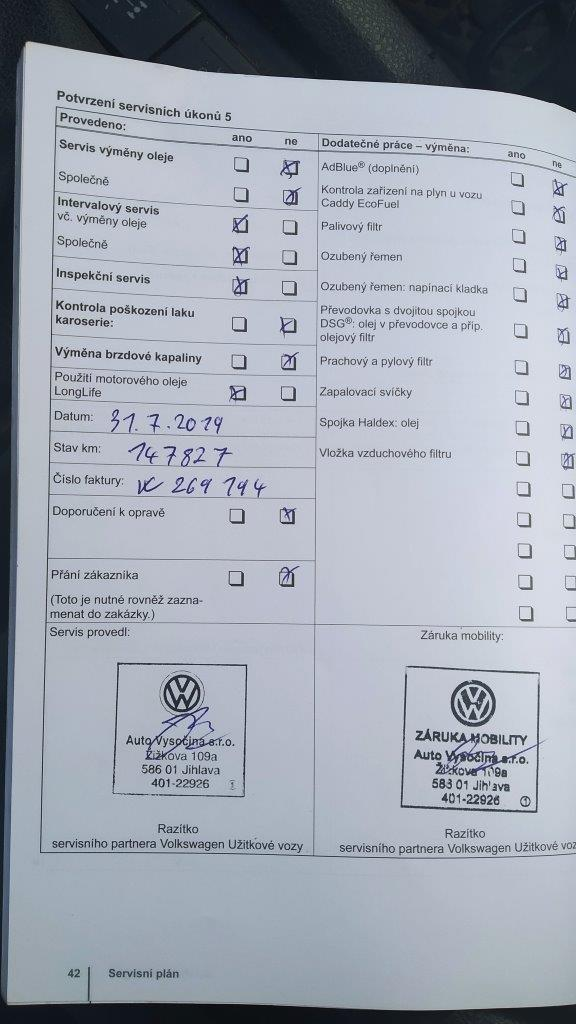 Potvrzení servisních úkonů 5
Provedeno:
ano
ne
Servis výměny oleje
Společně
Intervalový servis
vč. výměny oleje
Společně
Inspekční servis
Kontrola poškození laku
karoserie:
Výměna brzdové kapaliny
Použití motorového oleje
LongLife
Datum: 31.7.2019
Stav km: 147827
Číslo faktury: VC 269 194
Doporučení k opravě
Přání zákazníka
(Toto je nutné rovněž zazna-
menat do zakázky.)
Dodatečné práce – výměna:
ano
ne
AdBlue® (doplnění)
Kontrola zařízení na plyn u vozu
Caddy EcoFuel
Palivový filtr
Ozubený řemen
Ozubený řemen: napínací kladka
Převodovka s dvojitou spojkou
DSG®: olej v převodovce a příp.
olejový filtr
Prachový a pylový filtr
Zapalovací svíčky
Spojka Haldex: olej
Vložka vzduchového filtru
Servis provedl:
Auto Vysočina s.r.o.
Žižkova 109a
586 01 Jihlava
401-22926 1
Razítko
servisního partnera Volkswagen Užitkové vozy
Záruka mobility:
ZÁRUKA MOBILITY
Auto Vysočina s.r.o.
Žižkova 109a
586 01 Jihlava
401-22926 1
Razítko
servisního partnera Volkswagen Užitkové voz
42 Servisní plán